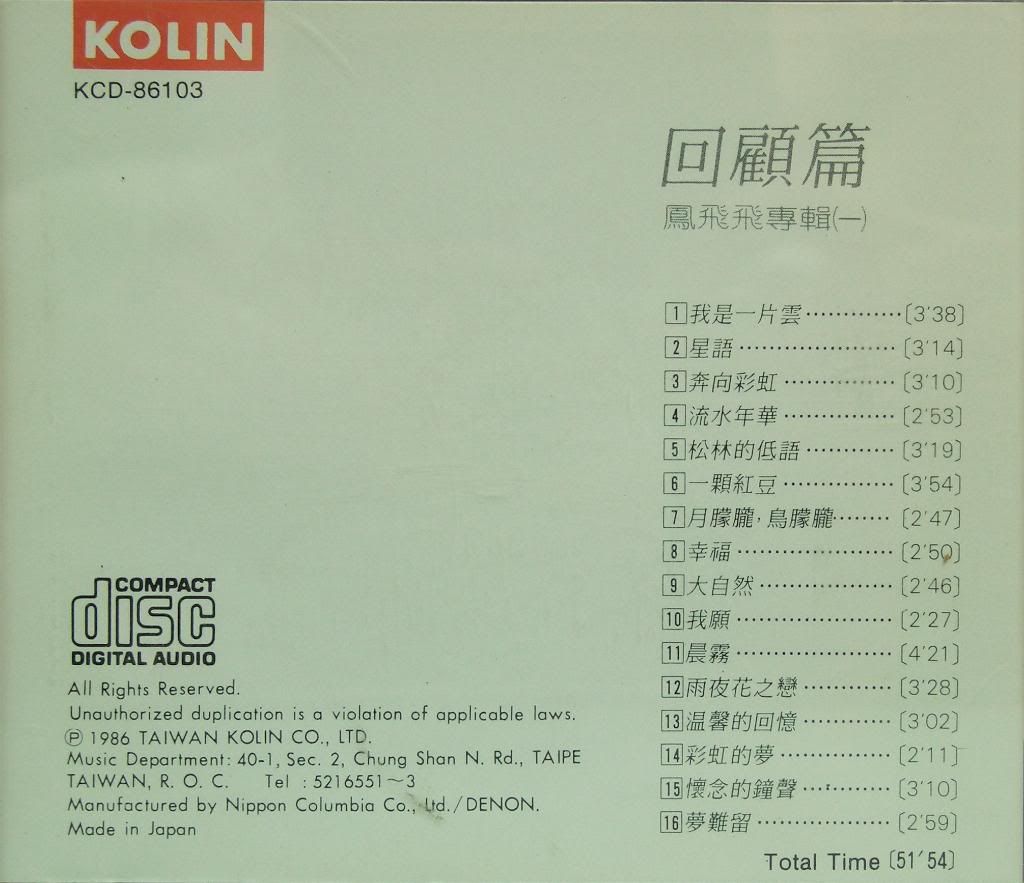 KOLIN
KCD-86103
回顧篇
鳳飛飛專輯(一)
1 我是一片雲·············〔3'38〕
2 星語······················〔3'14〕
3 奔向彩虹················〔3'10〕
4 流水年華················〔2'53〕
5 松林的低語·············〔3'19〕
6 一顆紅豆················〔3'54〕
7 月朦朧,鳥朦朧········〔2'47〕
8 幸福······················〔2'50〕
9 大自然···················〔2'46〕
10 我願······················〔2'27〕
11 晨霧······················〔4'21〕
12 雨夜花之戀·············〔3'28〕
13 温馨的回憶·············〔3'02〕
14 彩虹的夢················〔2'11〕
15 懷念的鐘聲·············〔3'10〕
16 夢難留···················〔2'59〕
Total Time〔51'54〕
COMPACT
disc
DIGITAL AUDIO
All Rights Reserved.
Unauthorized duplication is a violation of applicable laws.
Ⓟ 1986 TAIWAN KOLIN CO., LTD.
Music Department: 40-1, Sec. 2, Chung Shan N. Rd., TAIPE
TAIWAN, R. O. C. Tel : 5216551~3
Manufactured by Nippon Columbia Co., Ltd./DENON.
Made in Japan